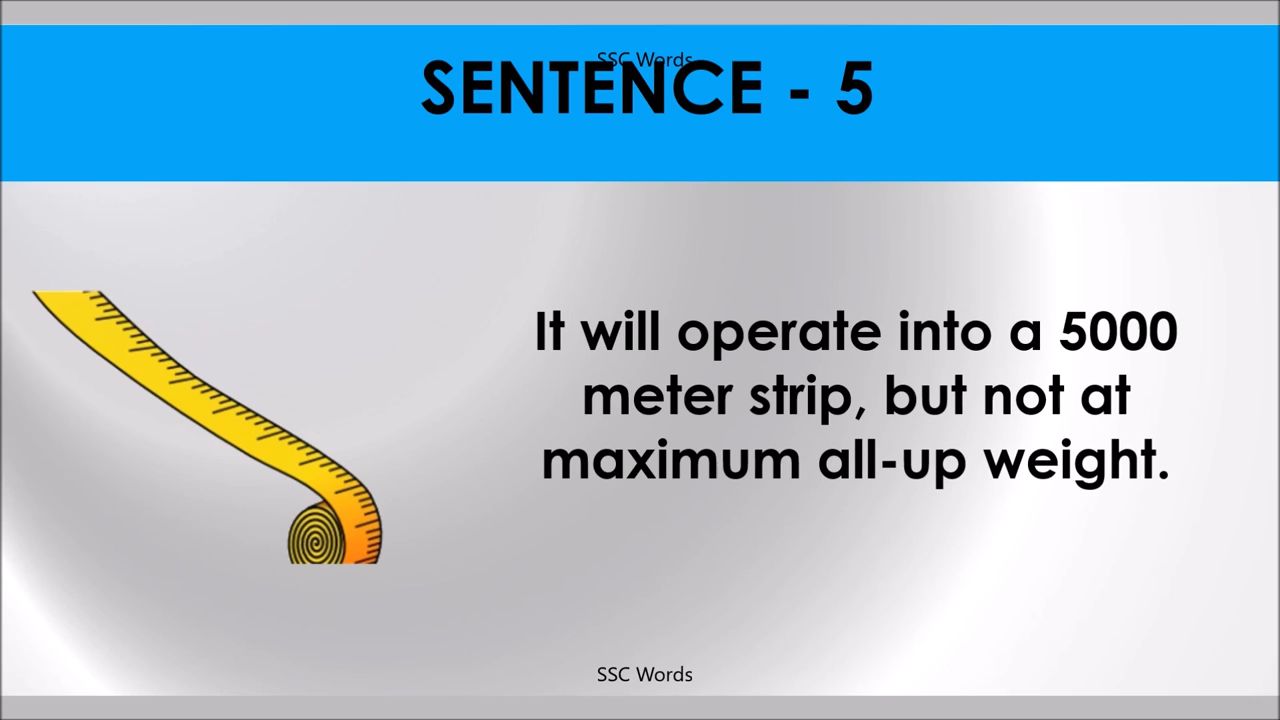 SSC Words
SENTENCE - 5
It will operate into a 5000
meter strip, but not at
maximum all-up weight.
SSC Words